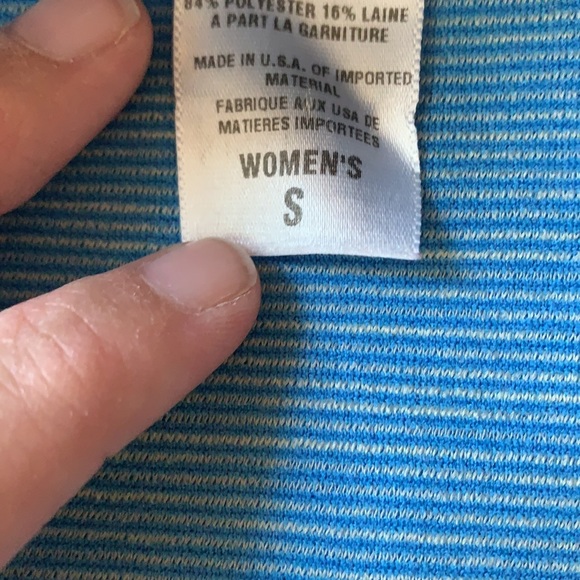 84% POLYESTER 16% LAINE
A PART LA GARNITURE
MADE IN U.S.A. OF IMPORTED
MATERIAL
FABRIQUE AUX USA DE
MATIERES IMPORTEES
WOMEN'S
S